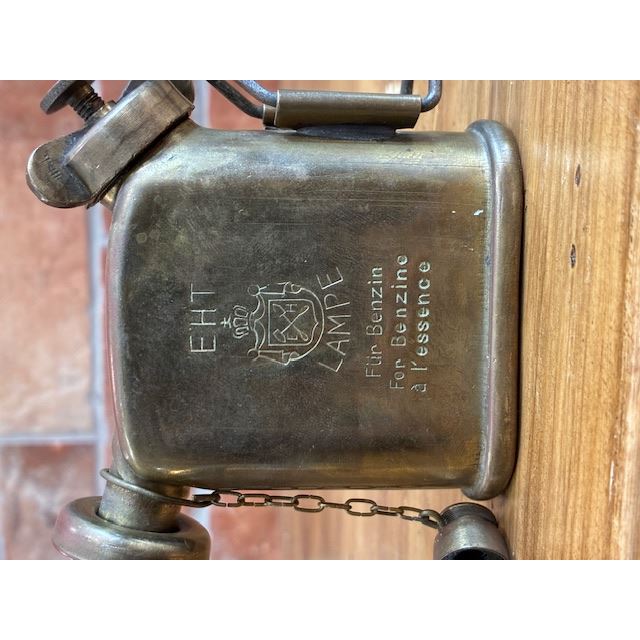 EHT
LAMPE
Für Benzin
For Benzine
à l'essence